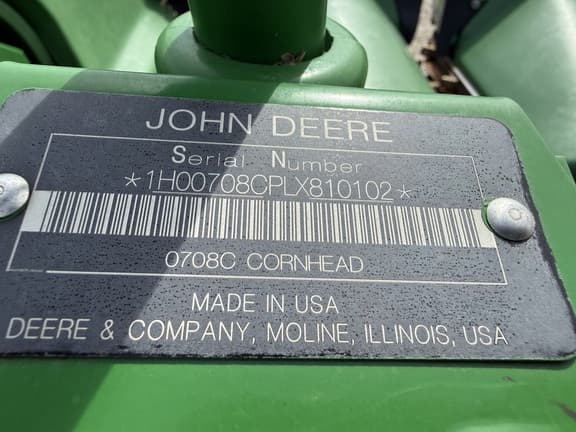 JOHN DEERE
Serial Number
*1H00708CPLX810102*
0708C CORNHEAD
MADE IN USA
DEERE & COMPANY, MOLINE, ILLINOIS, USA